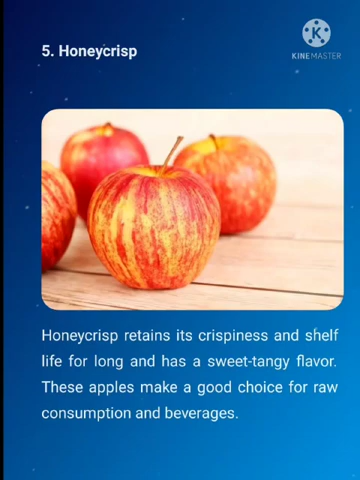 5. Honeycrisp
K
KINEMASTER
Honeycrisp retains its crispiness and shelf
life for long and has a sweet-tangy flavor.
These apples make a good choice for raw
consumption and beverages.